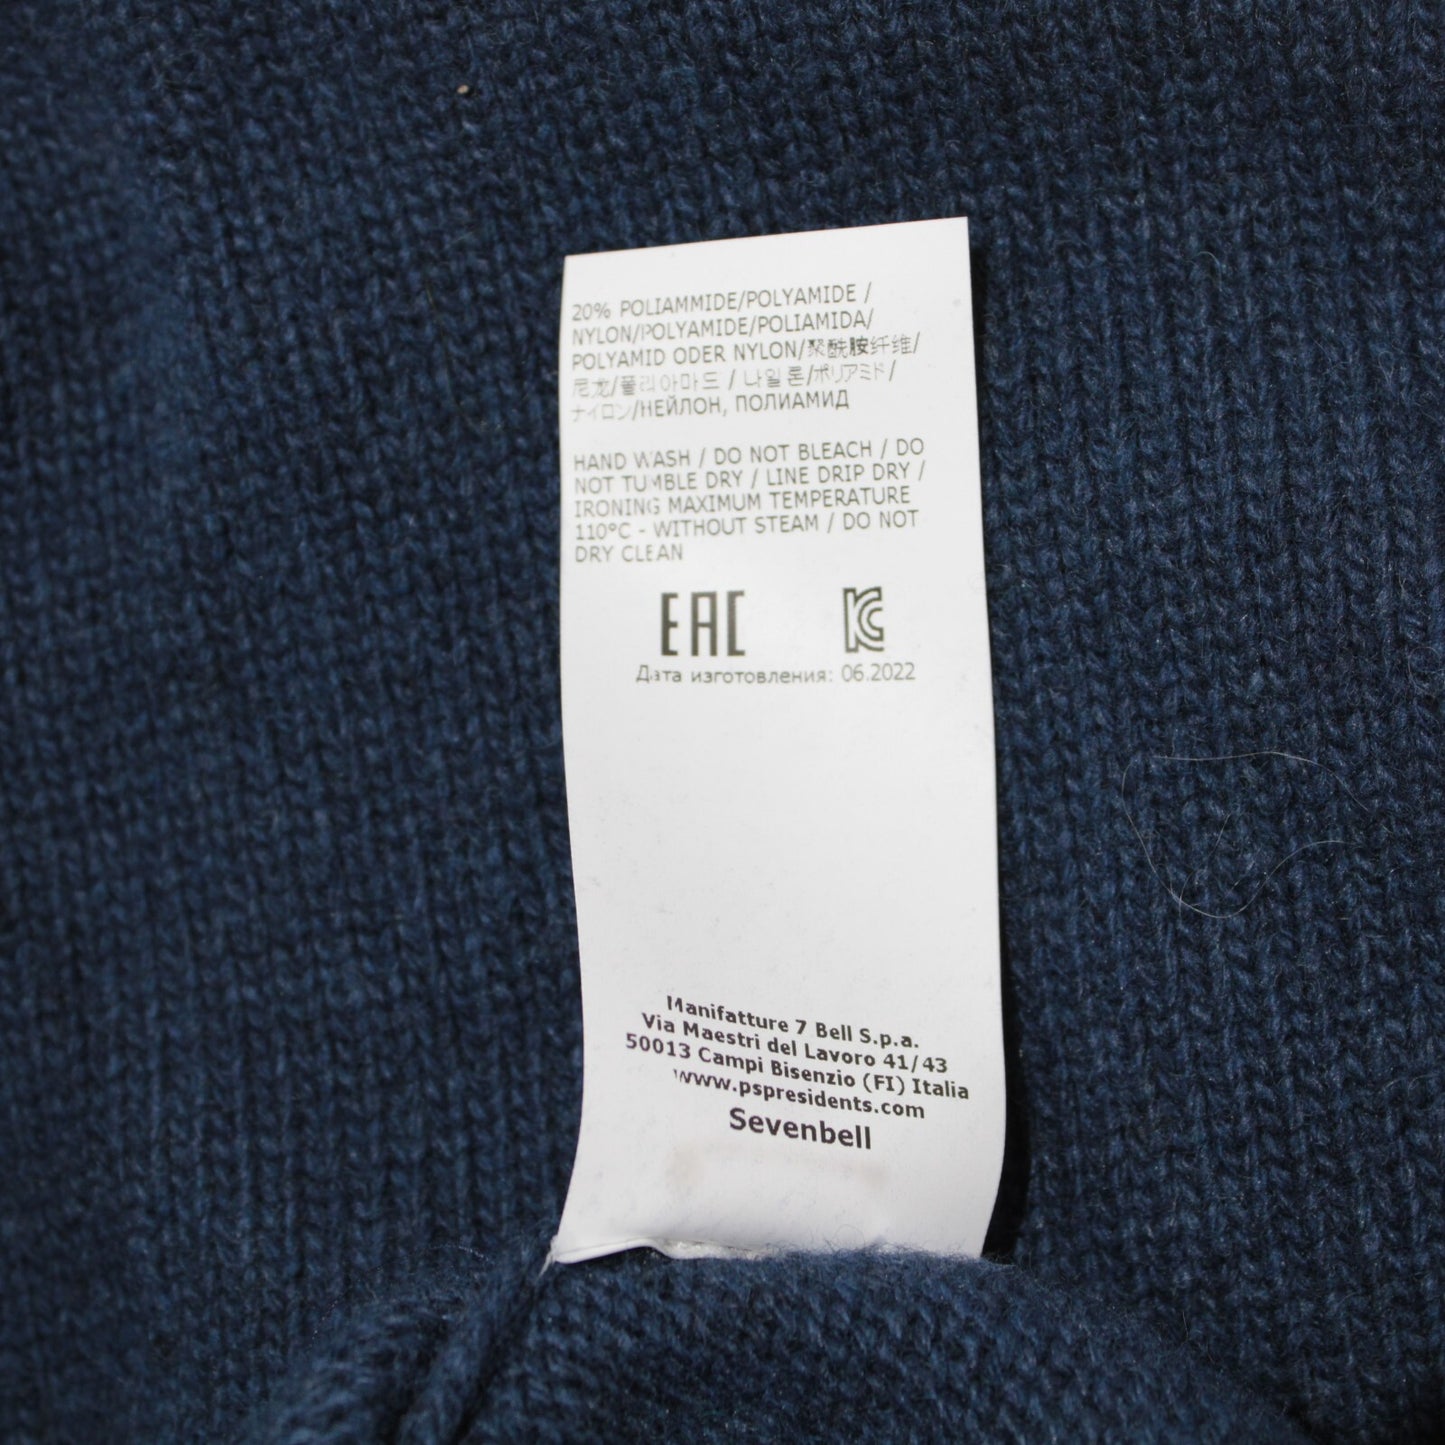 20% POLIAMMIDE/POLYAMIDE /
NYLON/POLYAMIDE/POLIAMIDA/
POLYAMID ODER NYLON/聚酰胺纤维/
尼龙/폴리아마드 / 나일론/ポリアミド/
ナイロン/НЕЙЛОН, ПОЛИАМИД
HAND WASH / DO NOT BLEACH / DO
NOT TUMBLE DRY / LINE DRIP DRY /
IRONING MAXIMUM TEMPERATURE
110°C - WITHOUT STEAM / DO NOT
DRY CLEAN
EAC KC
Дата изготовления: 06.2022
Manifatture 7 Bell S.p.a.
Via Maestri del Lavoro 41/43
50013 Campi Bisenzio (FI) Italia
www.pspresidents.com
Sevenbell